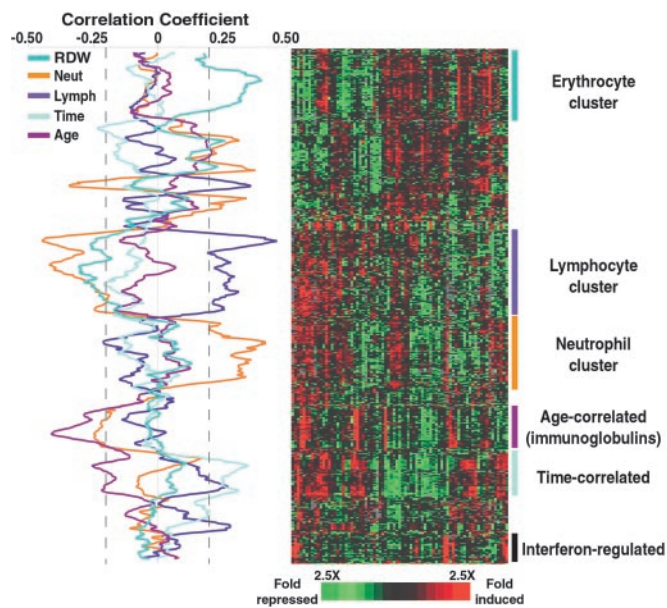 Correlation Coefficient
-0.50 -0.25 0 0.25 0.50
RDW
Neut
Lymph
Time
Age
Erythrocyte
cluster
Lymphocyte
cluster
Neutrophil
cluster
Age-correlated
(immunoglobulins)
Time-correlated
Interferon-regulated
Fold
repressed
2.5X 2.5X
Fold
induced